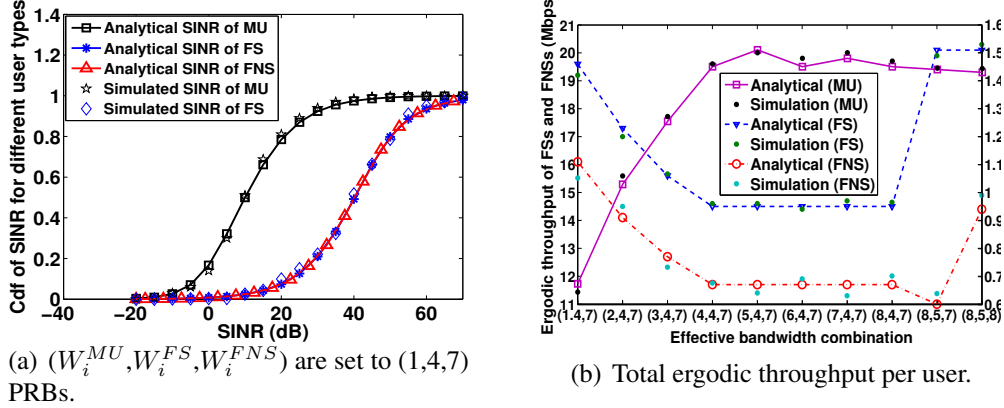 Cdf of SINR for different user types
1.4
1.2
1
0.8
0.6
0.4
0.2
0
−40
−20
0
20
40
60
SINR (dB)
Analytical SINR of MU
Analytical SINR of FS
Analytical SINR of FNS
Simulated SINR of MU
Simulated SINR of FS
(a) (W_i^{MU},W_i^{FS},W_i^{FNS}) are set to (1,4,7)
PRBs.
Ergodic throughput of FSs and FNSs (Mbps)
21
20
19
18
17
16
15
14
13
12
11
Analytical (MU)
Simulation (MU)
Analytical (FS)
Simulation (FS)
Analytical (FNS)
Simulation (FNS)
1.6
1.5
1.4
1.3
1.2
1.1
1
0.9
0.8
0.7
0.6
(1,4,7)
(2,4,7)
(3,4,7)
(4,4,7)
(5,4,7)
(6,4,7)
(7,4,7)
(8,4,7)
(8,5,7)
(8,5,8)
Effective bandwidth combination
(b) Total ergodic throughput per user.